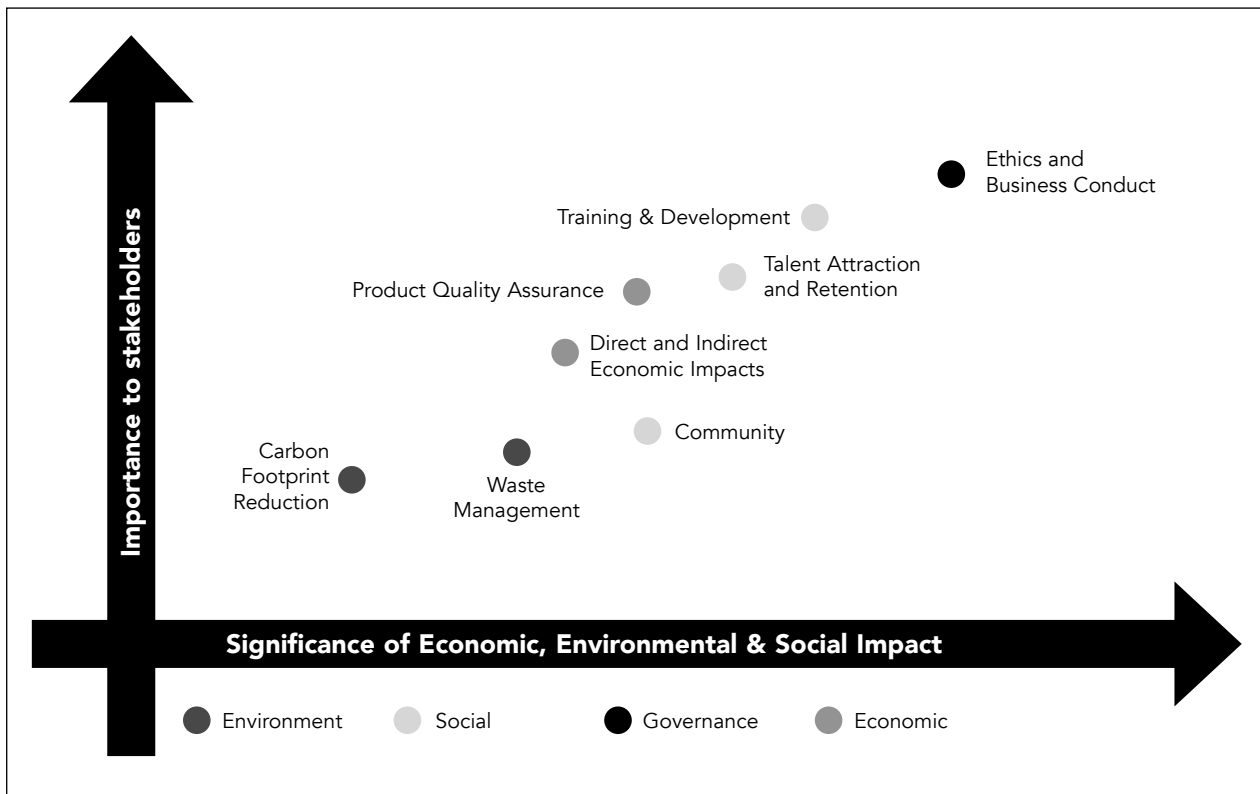 Importance to stakeholders
Ethics and
Business Conduct
Training & Development
Talent Attraction
and Retention
Product Quality Assurance
Direct and Indirect
Economic Impacts
Community
Carbon
Footprint
Reduction
Waste
Management
Significance of Economic, Environmental & Social Impact
Environment
Social
Governance
Economic